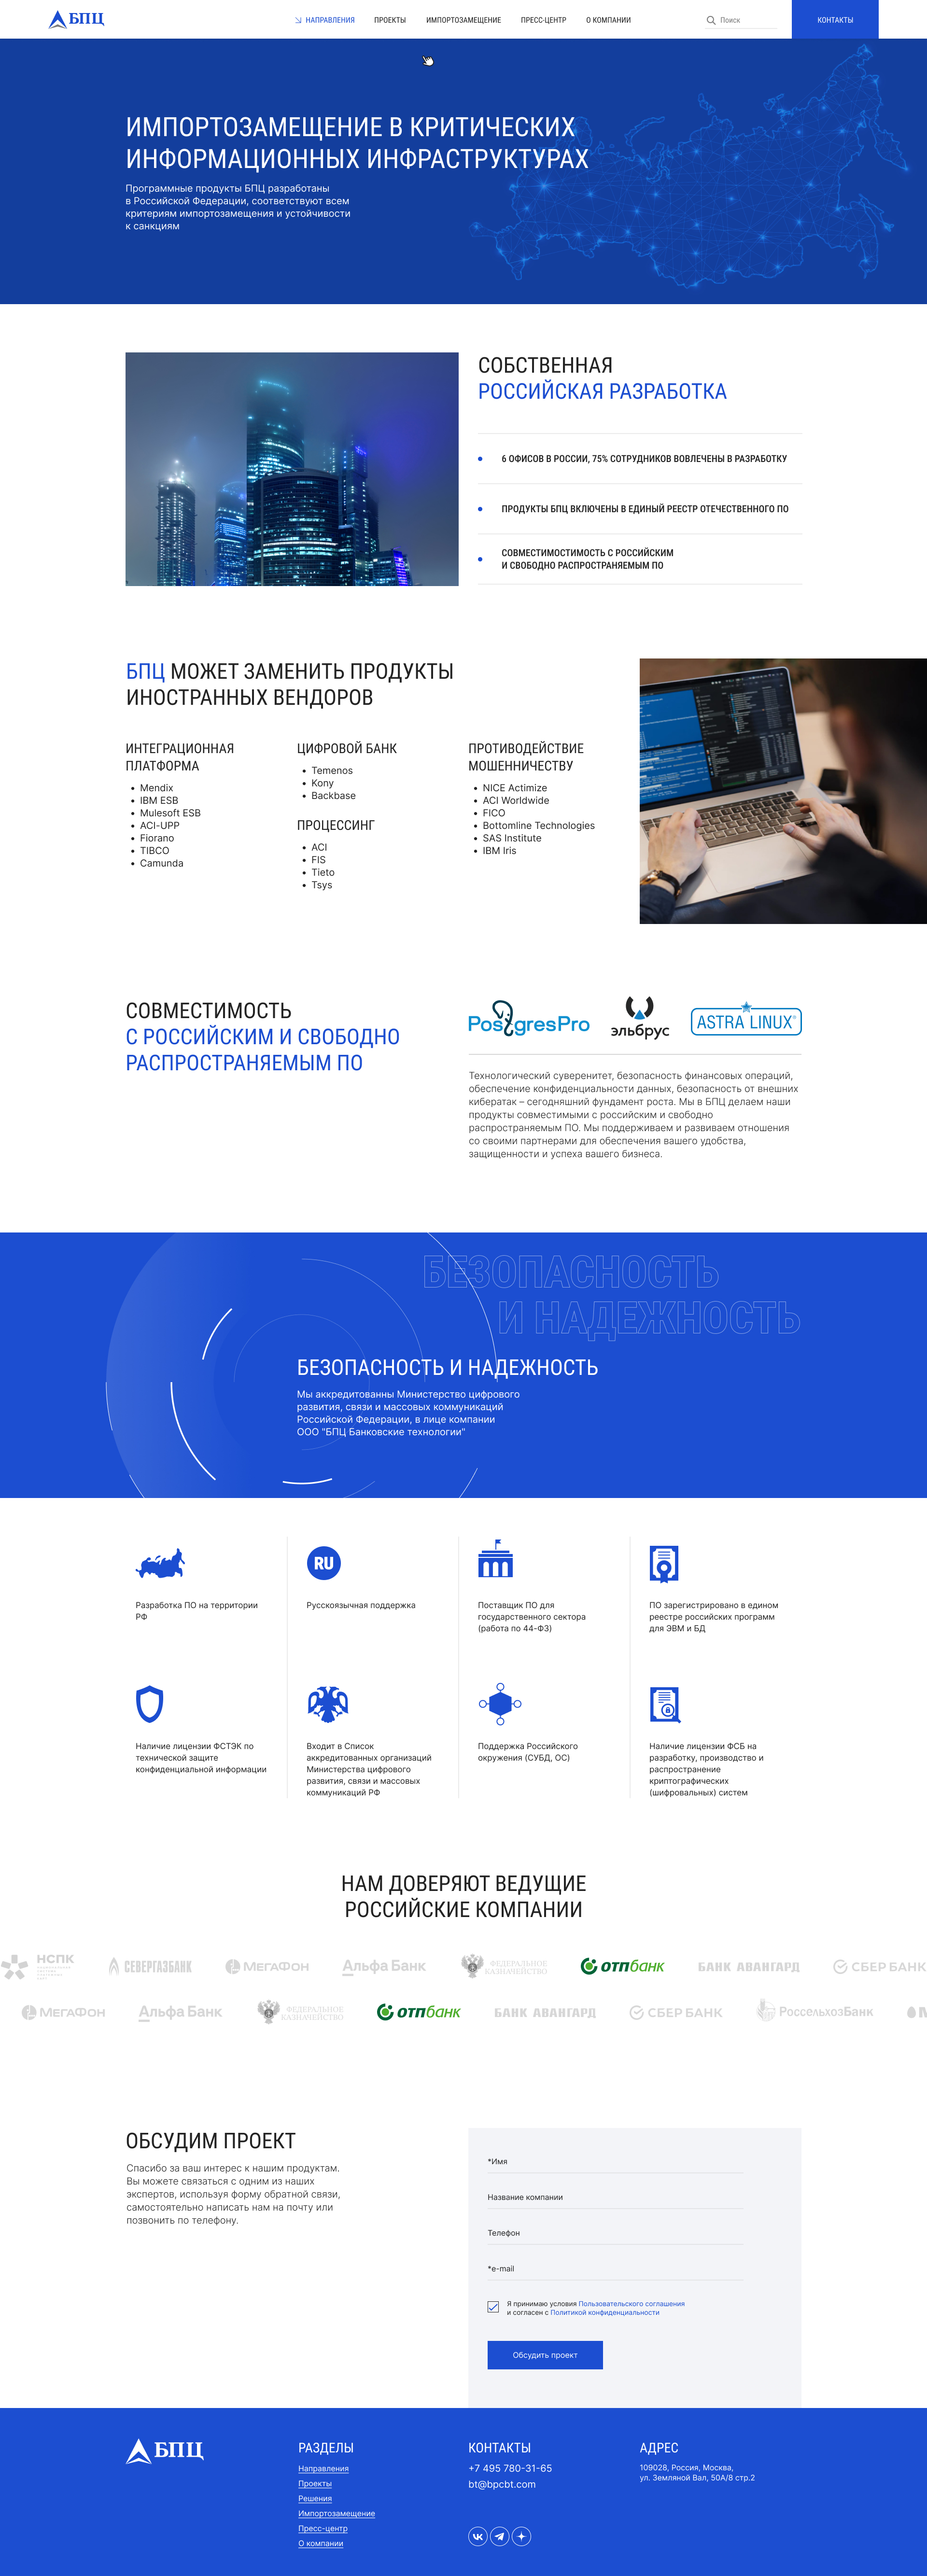 БПЦ
НАПРАВЛЕНИЯ
ПРОЕКТЫ
ИМПОРТОЗАМЕЩЕНИЕ
ПРЕСС-ЦЕНТР
О КОМПАНИИ
Поиск
КОНТАКТЫ
ИМПОРТОЗАМЕЩЕНИЕ В КРИТИЧЕСКИХ
ИНФОРМАЦИОННЫХ ИНФРАСТРУКТУРАХ
Программные продукты БПЦ разработаны
в Российской Федерации, соответствуют всем
критериям импортозамещения и устойчивости
к санкциям
СОБСТВЕННАЯ
РОССИЙСКАЯ РАЗРАБОТКА
6 ОФИСОВ В РОССИИ, 75% СОТРУДНИКОВ ВОВЛЕЧЕНЫ В РАЗРАБОТКУ
ПРОДУКТЫ БПЦ ВКЛЮЧЕНЫ В ЕДИНЫЙ РЕЕСТР ОТЕЧЕСТВЕННОГО ПО
СОВМЕСТИМОСТИМОСТЬ С РОССИЙСКИМ
И СВОБОДНО РАСПРОСТРАНЯЕМЫМ ПО
БПЦ МОЖЕТ ЗАМЕНИТЬ ПРОДУКТЫ
ИНОСТРАННЫХ ВЕНДОРОВ
ИНТЕГРАЦИОННАЯ
ПЛАТФОРМА
Mendix
IBM ESB
Mulesoft ESB
ACI-UPP
Fiorano
TIBCO
Camunda
ЦИФРОВОЙ БАНК
Temenos
Kony
Backbase
ПРОЦЕССИНГ
ACI
FIS
Tieto
Tsys
ПРОТИВОДЕЙСТВИЕ
МОШЕННИЧЕСТВУ
NICE Actimize
ACI Worldwide
FICO
Bottomline Technologies
SAS Institute
IBM Iris
СОВМЕСТИМОСТЬ
С РОССИЙСКИМ И СВОБОДНО
РАСПРОСТРАНЯЕМЫМ ПО
PostgresPro
эльбрус
ASTRA LINUX®
Технологический суверенитет, безопасность финансовых операций,
обеспечение конфиденциальности данных, безопасность от внешних
кибератак – сегодняшний фундамент роста. Мы в БПЦ делаем наши
продукты совместимыми с российским и свободно
распространяемым ПО. Мы поддерживаем и развиваем отношения
со своими партнерами для обеспечения вашего удобства,
защищенности и успеха вашего бизнеса.
БЕЗОПАСНОСТЬ
И НАДЕЖНОСТЬ
БЕЗОПАСНОСТЬ И НАДЕЖНОСТЬ
Мы аккредитованны Министерство цифрового
развития, связи и массовых коммуникаций
Российской Федерации, в лице компании
ООО "БПЦ Банковские технологии"
Разработка ПО на территории
РФ
RU
Русскоязычная поддержка
Поставщик ПО для
государственного сектора
(работа по 44-ФЗ)
ПО зарегистрировано в едином
реестре российских программ
для ЭВМ и БД
Наличие лицензии ФСТЭК по
технической защите
конфиденциальной информации
Входит в Список
аккредитованных организаций
Министерства цифрового
развития, связи и массовых
коммуникаций РФ
Поддержка Российского
окружения (СУБД, ОС)
Наличие лицензии ФСБ на
разработку, производство и
распространение
криптографических
(шифровальных) систем
НАМ ДОВЕРЯЮТ ВЕДУЩИЕ
РОССИЙСКИЕ КОМПАНИИ
НСПК
СЕВЕРГАЗБАНК
МЕГАФОН
Альфа Банк
ФЕДЕРАЛЬНОЕ
КАЗНАЧЕЙСТВО
отпбанк
БАНК АВАНГАРД
СБЕР БАНК
МЕГАФОН
Альфа Банк
ФЕДЕРАЛЬНОЕ
КАЗНАЧЕЙСТВО
отпбанк
БАНК АВАНГАРД
СБЕР БАНК
РоссельхозБанк
ОБСУДИМ ПРОЕКТ
Спасибо за ваш интерес к нашим продуктам.
Вы можете связаться с одним из наших
экспертов, используя форму обратной связи,
самостоятельно написать нам на почту или
позвонить по телефону.
*Имя
Название компании
Телефон
*e-mail
Я принимаю условия Пользовательского соглашения
и согласен с Политикой конфиденциальности
Обсудить проект
БПЦ
РАЗДЕЛЫ
Направления
Проекты
Решения
Импортозамещение
Пресс-центр
О компании
КОНТАКТЫ
+7 495 780-31-65
bt@bpcbt.com
АДРЕС
109028, Россия, Москва,
ул. Земляной Вал, 50А/8 стр.2